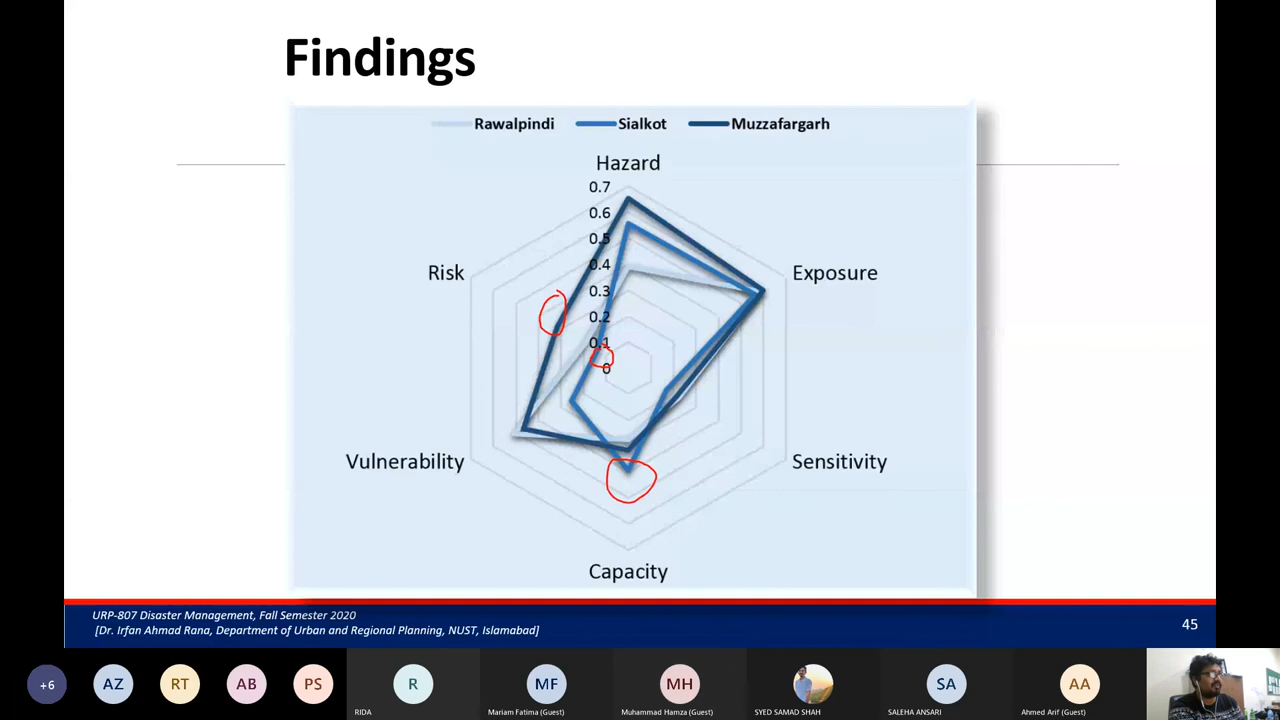 Findings
Rawalpindi Sialkot Muzzafargarh
Hazard
0.7
0.6
0.5
0.4
0.3
0.2
0.1
0
Risk
Exposure
Vulnerability
Sensitivity
Capacity
URP-807 Disaster Management, Fall Semester 2020
[Dr. Irfan Ahmad Rana, Department of Urban and Regional Planning, NUST, Islamabad]
45
+6 AZ RT AB PS R MF MH SA AA
RIDA Mariam Fatima (Guest) Muhammad Hamza (Guest) SYED SAMAD SHAH SALEHA ANSARI Ahmed Arif (Guest)